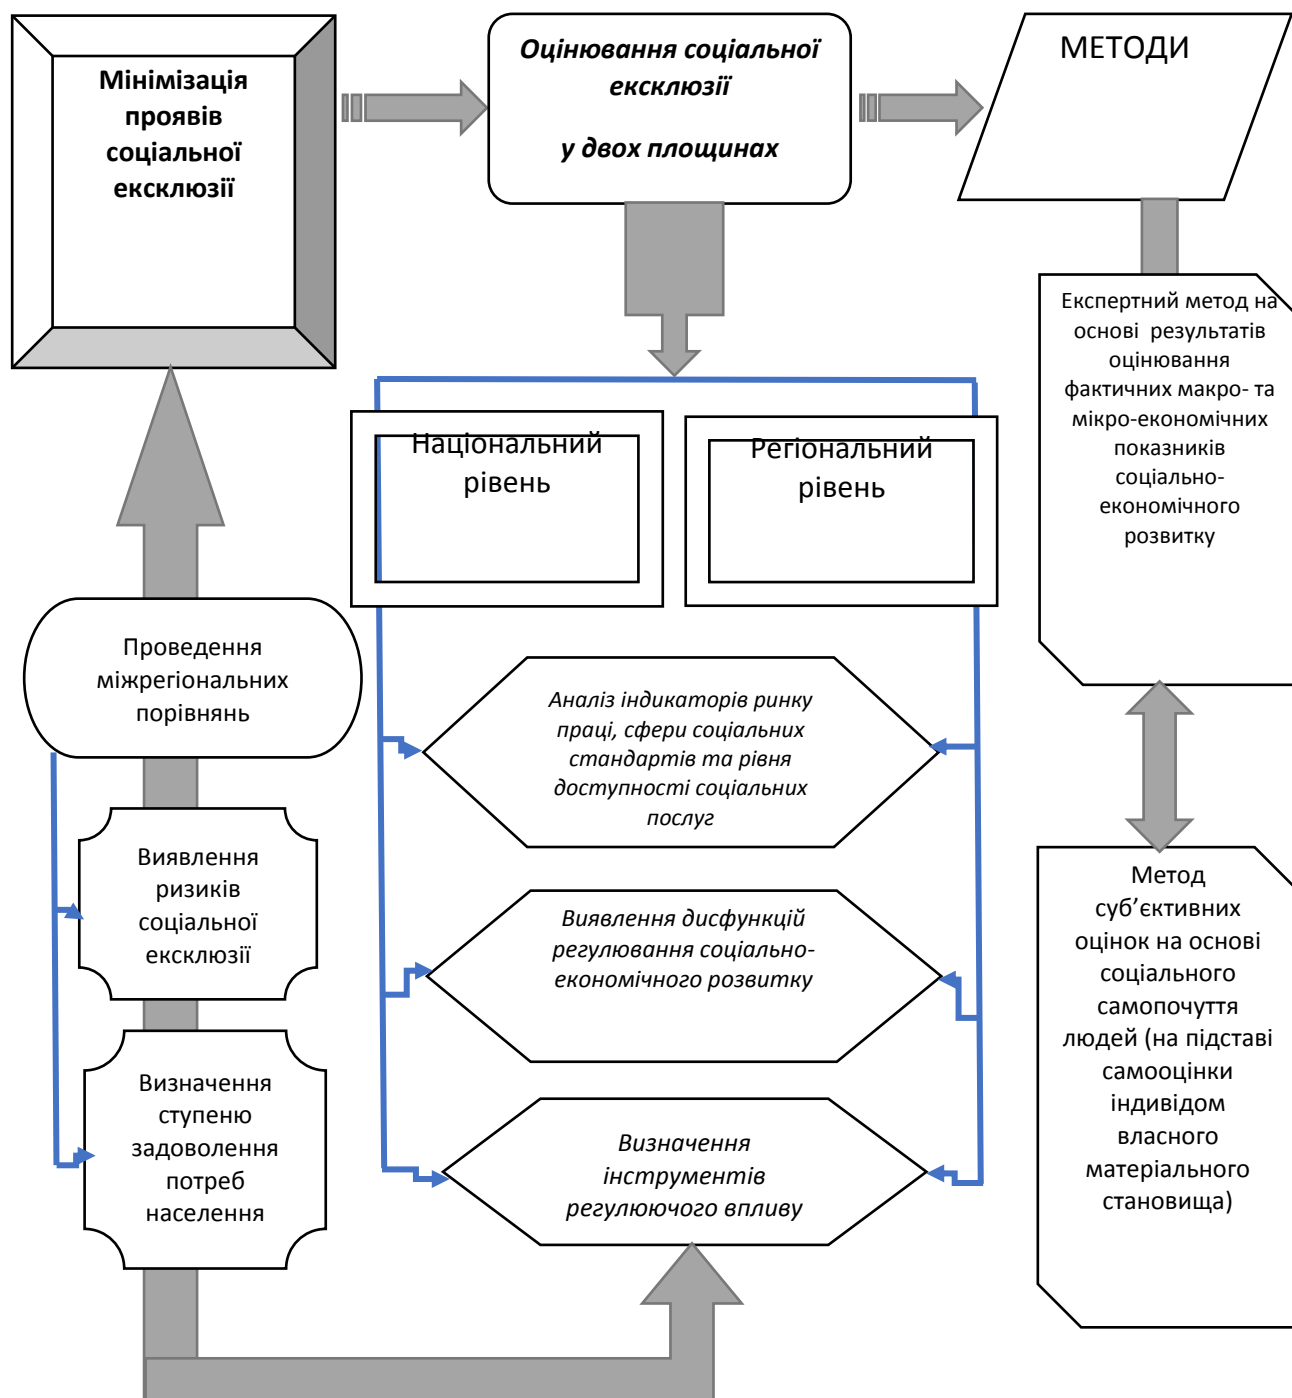 Мінімізація
проявів
соціальної
ексклюзії
Оцінювання соціальної
ексклюзії
у двох площинах
МЕТОДИ
Експертний метод на
основі результатів
оцінювання
фактичних макро- та
мікро-економічних
показників
соціально-
економічного
розвитку
Національний
рівень
Регіональний
рівень
Проведення
міжрегіональних
порівнянь
Аналіз індикаторів ринку
праці, сфери соціальних
стандартів та рівня
доступності соціальних
послуг
Виявлення
ризиків
соціальної
ексклюзії
Виявлення дисфункцій
регулювання соціально-
економічного розвитку
Метод
суб’єктивних
оцінок на основі
соціального
самопочуття
людей (на підставі
самооцінки
індивідом
власного
матеріального
становища)
Визначення
ступеню
задоволення
потреб
населення
Визначення
інструментів
регулюючого впливу